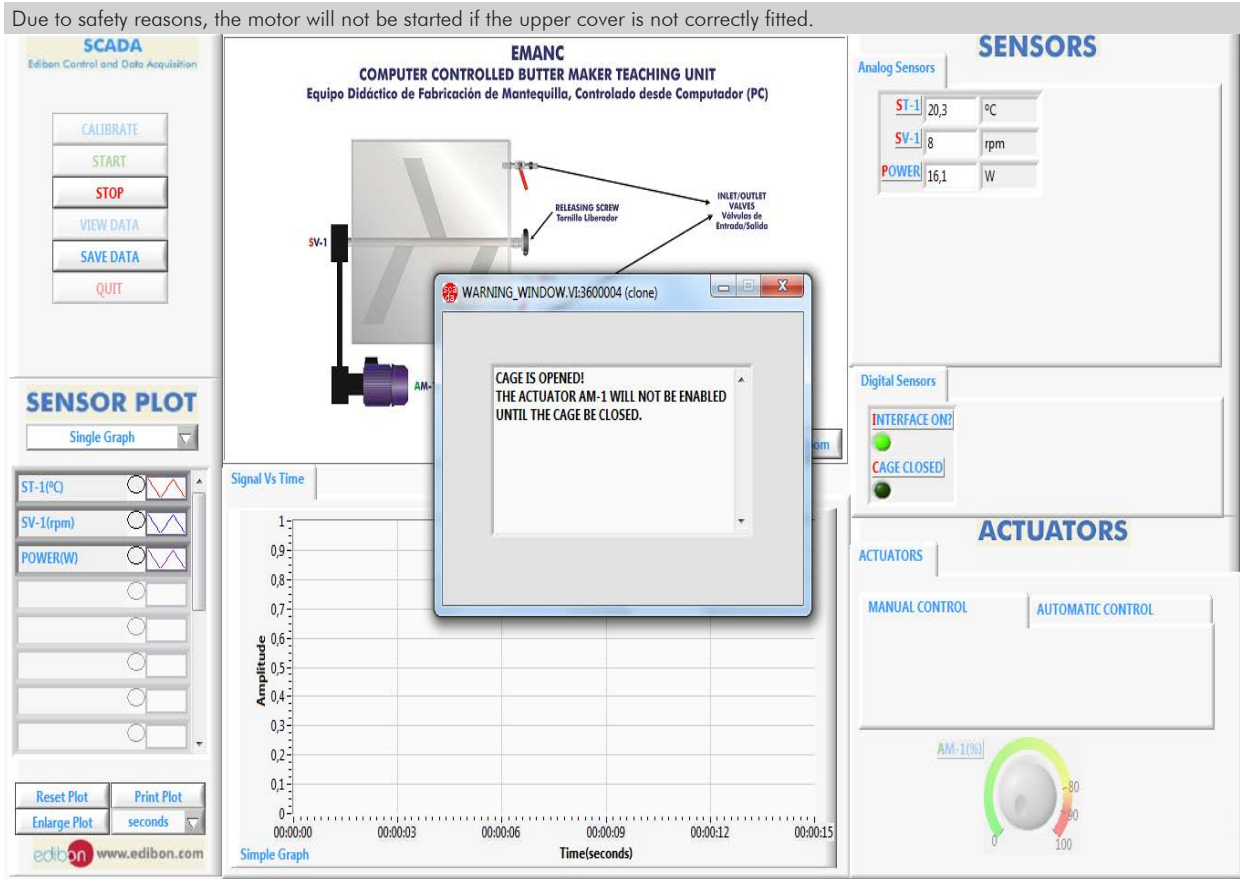 Due to safety reasons, the motor will not be started if the upper cover is not correctly fitted.
SCADA
Edibon Control and Data Acquisition
CALIBRATE
START
STOP
VIEW DATA
SAVE DATA
QUIT
SENSOR PLOT
Single Graph
ST-1(ºC)
SV-1(rpm)
POWER(W)
Reset Plot
Print Plot
Enlarge Plot
seconds
edibon www.edibon.com
EMANC
COMPUTER CONTROLLED BUTTER MAKER TEACHING UNIT
Equipo Didáctico de Fabricación de Mantequilla, Controlado desde Computador (PC)
SV-1
RELEASING SCREW
Tornillo Liberador
INLET/OUTLET
VALVES
Válvulas de
Entrada/Salida
AM-
WARNING_WINDOW.VI:3600004 (clone)
CAGE IS OPENED!
THE ACTUATOR AM-1 WILL NOT BE ENABLED
UNTIL THE CAGE BE CLOSED.
Signal Vs Time
Amplitude
1
0,9
0,8
0,7
0,6
0,5
0,4
0,3
0,2
0,1
0
00:00:00 00:00:03 00:00:06 00:00:09 00:00:12 00:00:15
Simple Graph
Time(seconds)
SENSORS
Analog Sensors
ST-1 20,3 ºC
SV-1 8 rpm
POWER 16,1 W
Digital Sensors
INTERFACE ON?
CAGE CLOSED
ACTUATORS
ACTUATORS
MANUAL CONTROL
AUTOMATIC CONTROL
AM-1(%)
80
90
0
100